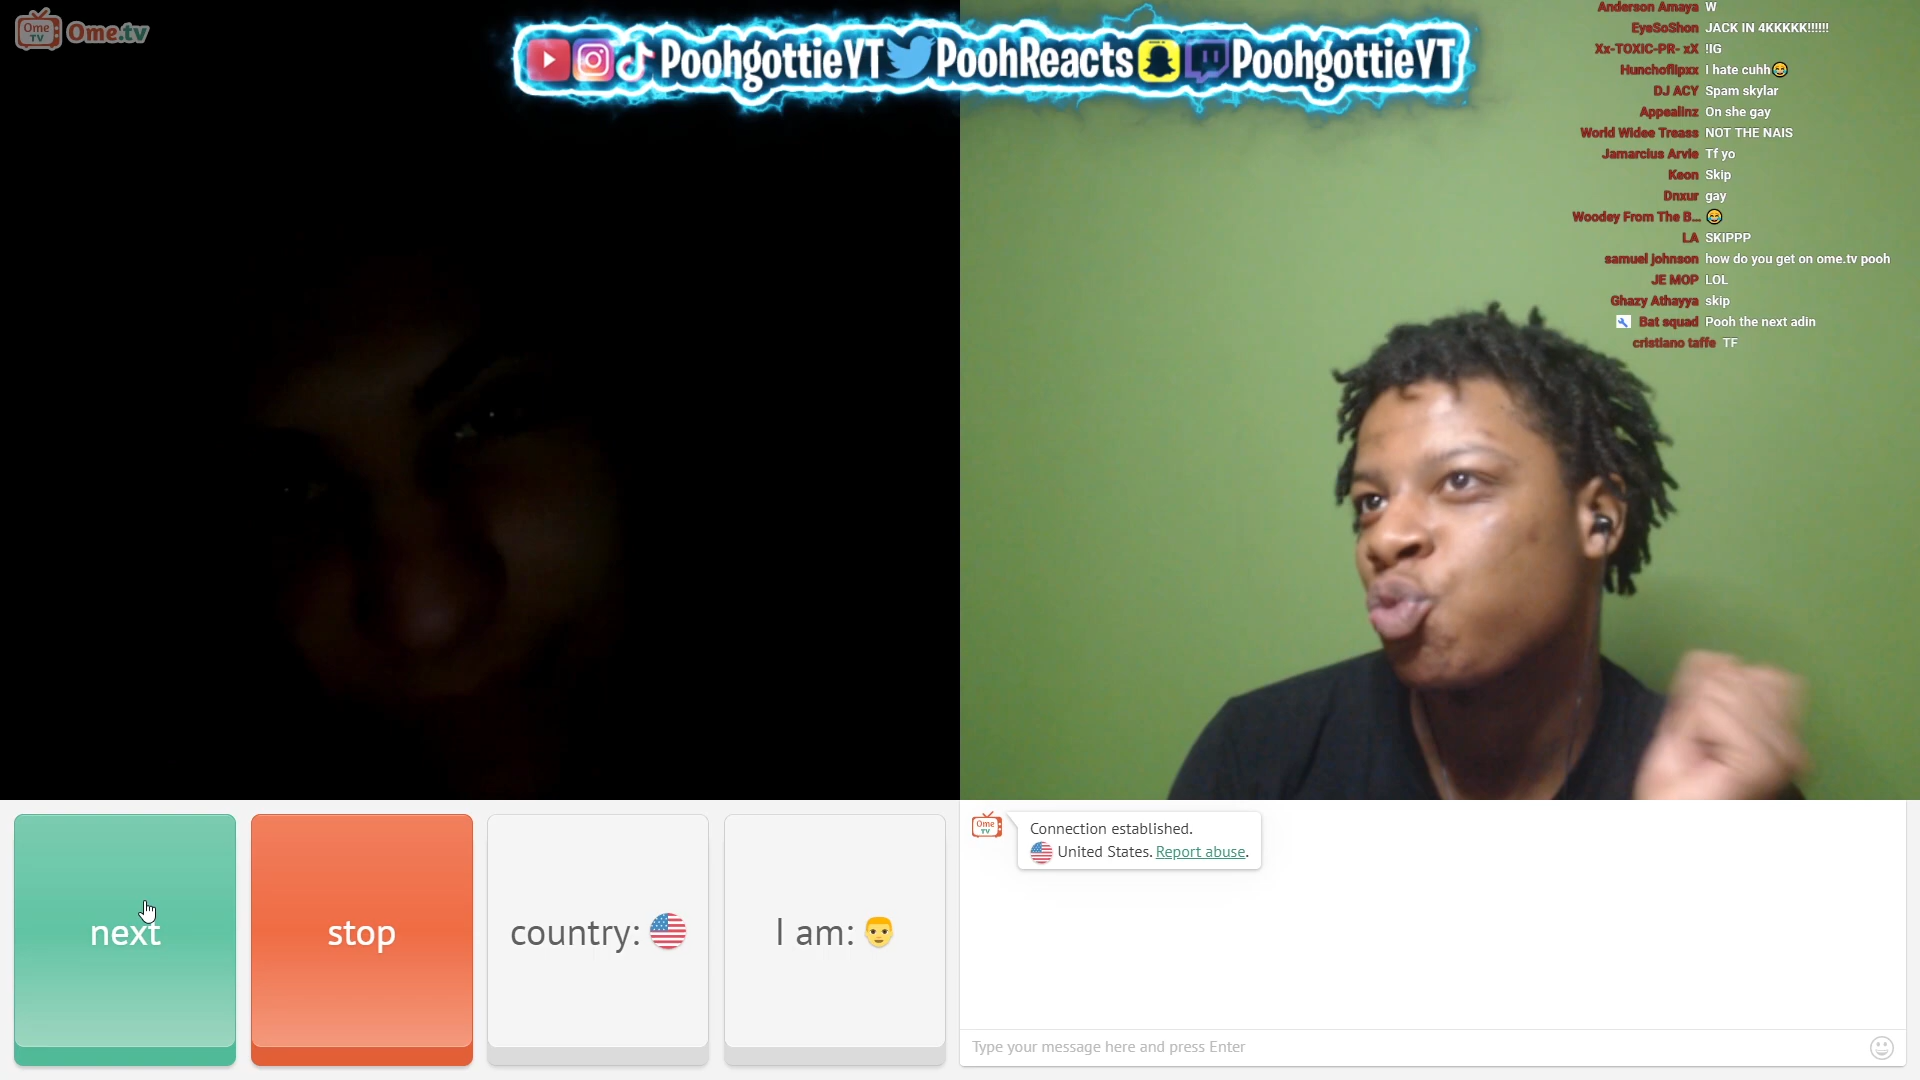 Ome TV Ome.tv
PoohgottieYT PoohReacts PoohgottieYT
Anderson Amaya W
EyeSoShon JACK IN 4KKKKK!!!!!!
Xx-TOXIC-PR- xX !IG
Hunchoflipxx I hate cuhh😂
DJ ACY Spam skylar
Appealinz On she gay
World Widee Treass NOT THE NAIS
Jamarcius Arvie Tf yo
Keon Skip
Dnxur gay
Woodey From The B... 😂
LA SKIPPP
samuel johnson how do you get on ome.tv pooh
JE MOP LOL
Ghazy Athayya skip
Bat squad Pooh the next adin
cristiano taffe TF
next
stop
country:
I am:
Ome TV
Connection established.
United States. Report abuse.
Type your message here and press Enter